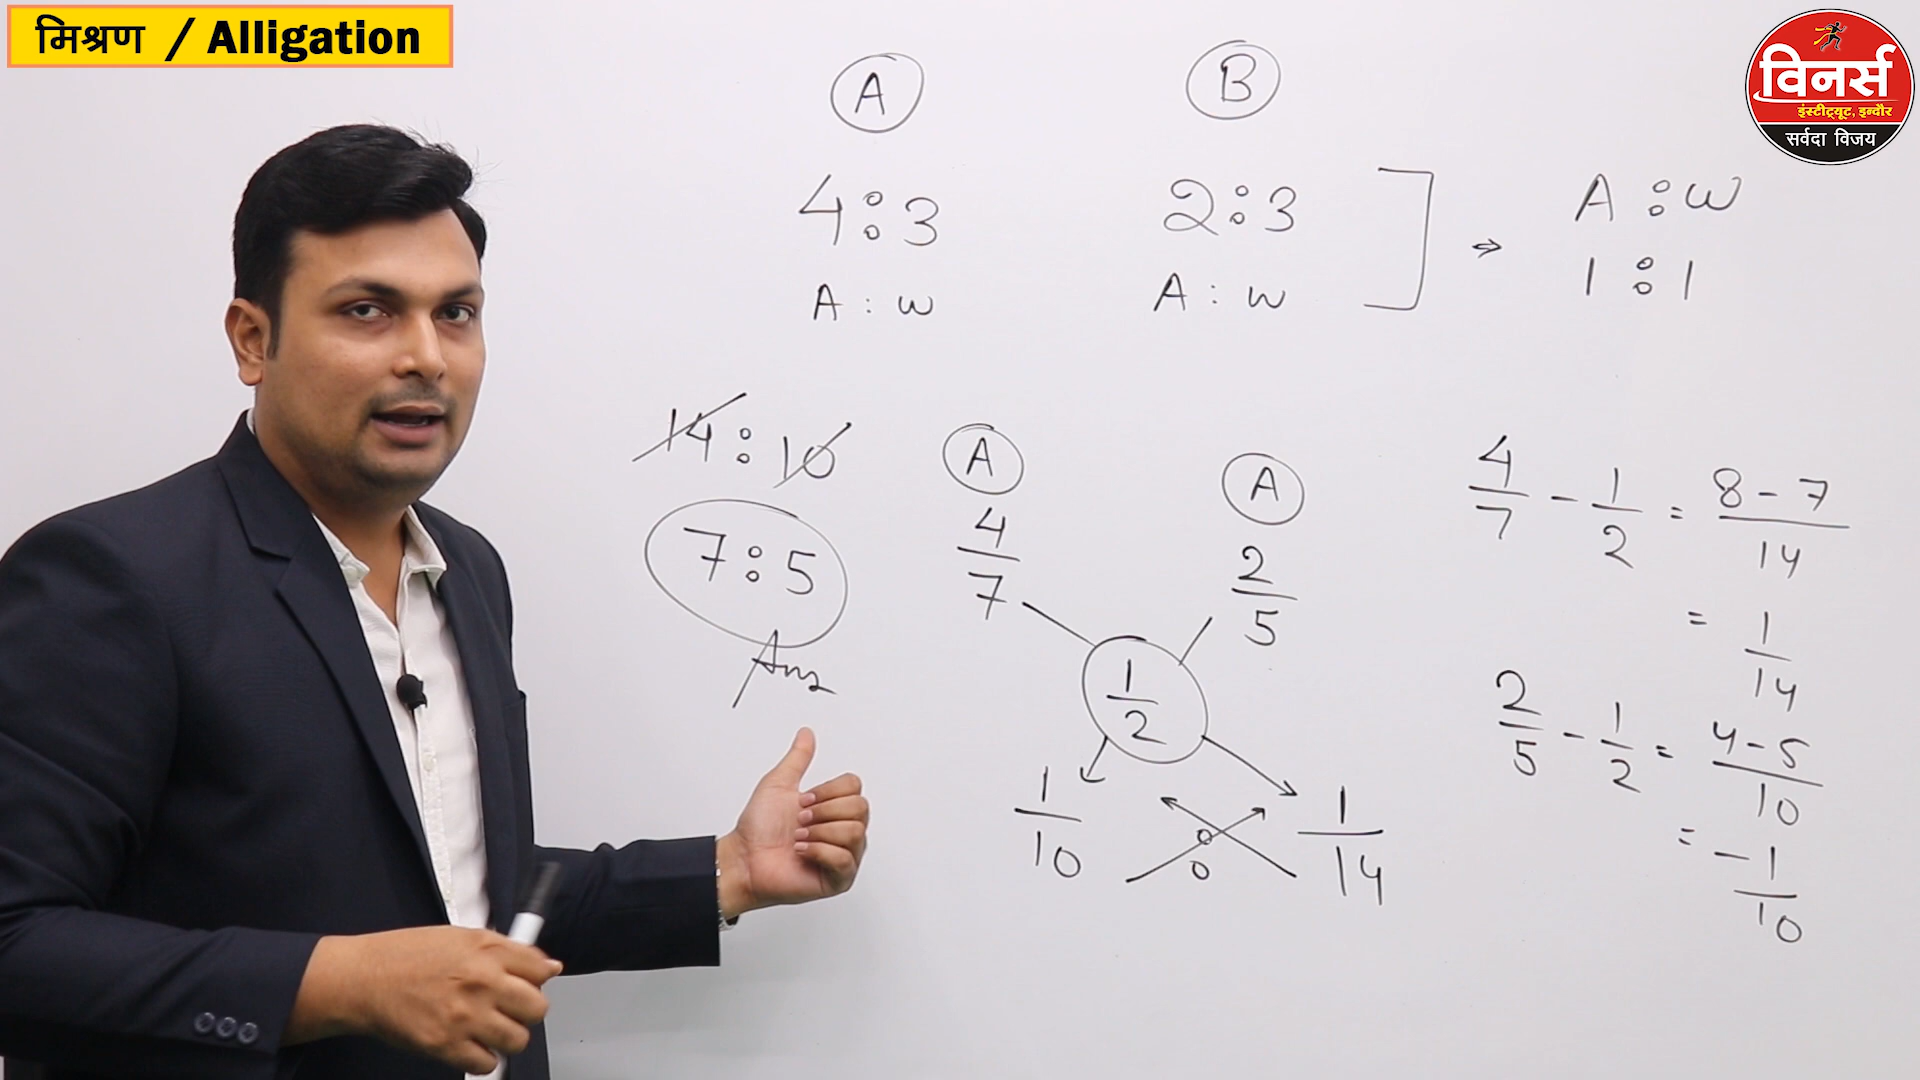 मिश्रण / Alligation
विनर्स
इंस्टीट्यूट, इन्दौर
सर्वदा विजय
A B
4:3 2:3 ⇒ A:W
A:W A:W 1:1
14:10
7:5
Ans
A A
4/7 2/5
1/2
1/10 : 1/14
4/7 - 1/2 = 8-7/14
= 1/14
2/5 - 1/2 = 4-5/10
= -1/10